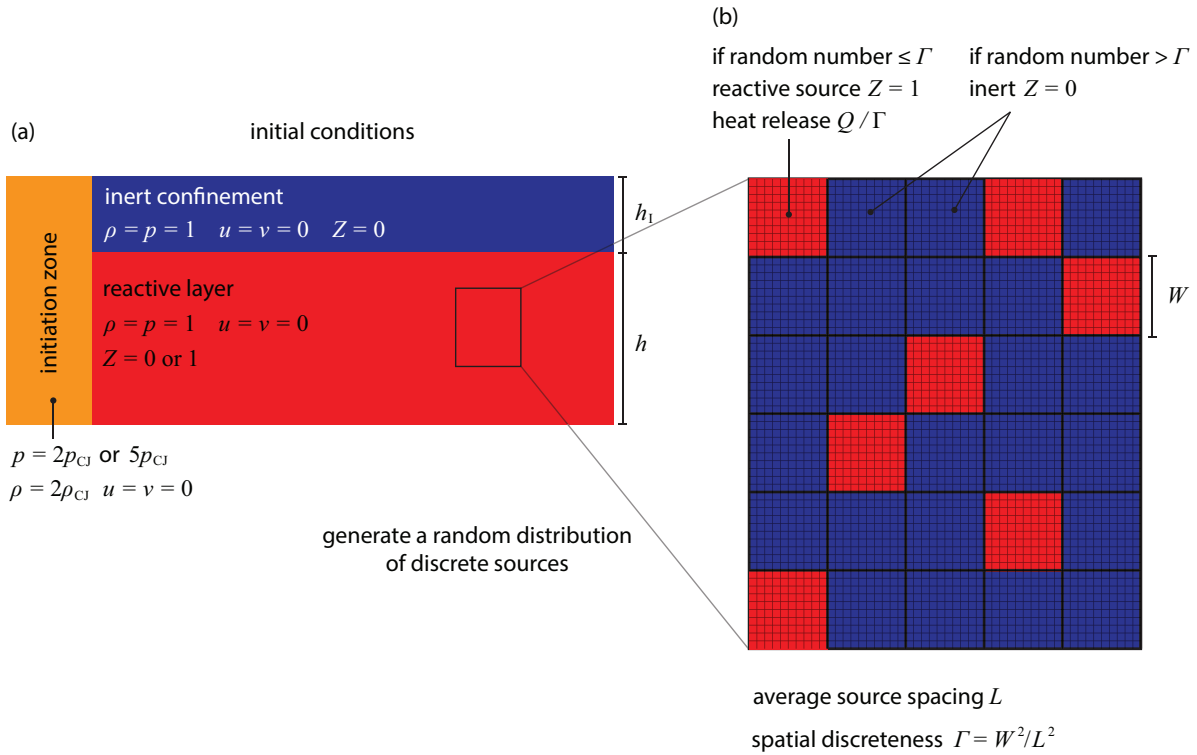 (a)
initial conditions
initiation zone
inert confinement
ρ = p = 1 u = v = 0 Z = 0
h_I
reactive layer
ρ = p = 1 u = v = 0
Z = 0 or 1
h
p = 2p_CJ or 5p_CJ
ρ = 2ρ_CJ u = v = 0
generate a random distribution
of discrete sources
(b)
if random number ≤ Γ
reactive source Z = 1
heat release Q / Γ
if random number > Γ
inert Z = 0
W
average source spacing L
spatial discreteness Γ = W²/L²